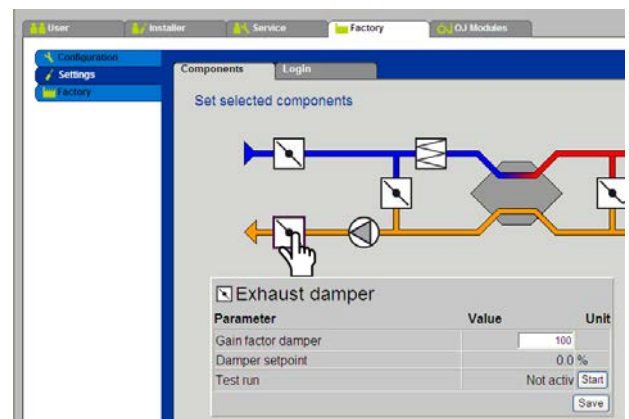 User Installer Service Factory OJ Modules
Configuration
Settings
Factory
Components Login
Set selected components
Exhaust damper
Parameter Value Unit
Gain factor damper 100
Damper setpoint 0.0 %
Test run Not activ Start
Save